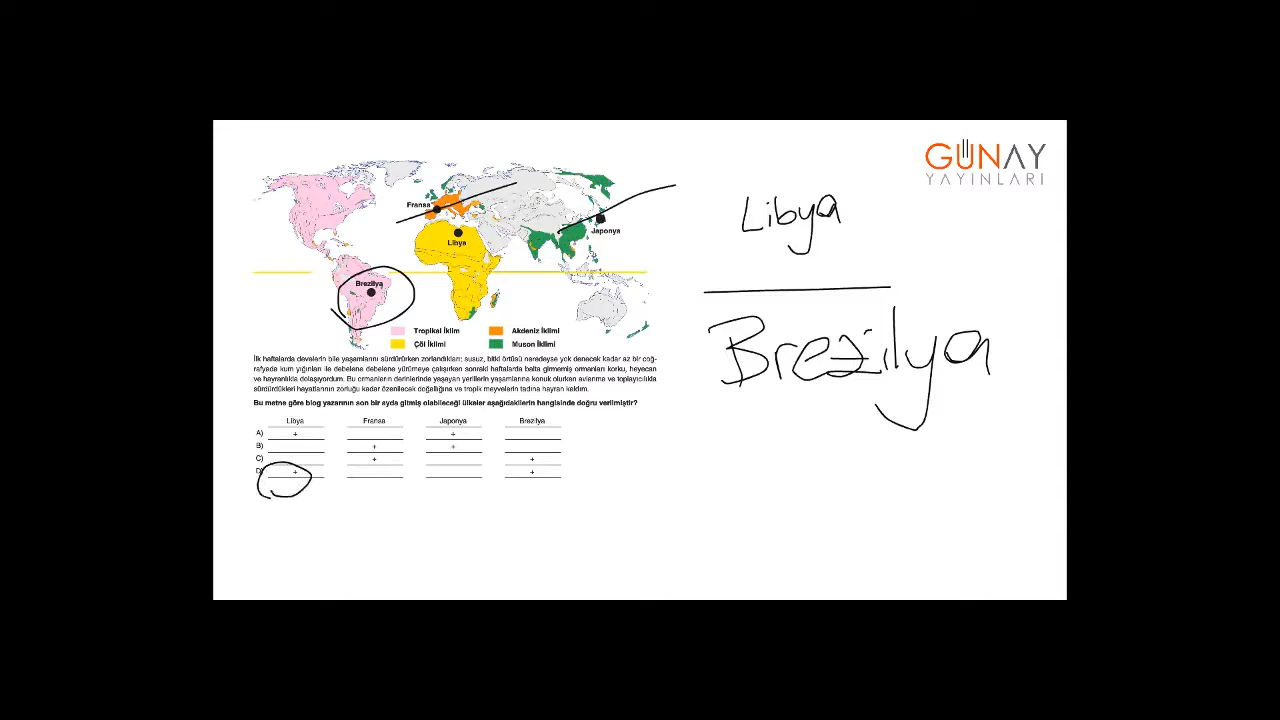 GÜNAY
YAYINLARI
Fransa
Libya
Japonya
Brezilya
Tropikal İklim
Akdeniz İklimi
Çöl İklimi
Muson İklimi
İlk haftalarda develerin bile yaşamlarını sürdürürken zorlandıkları; susuz, bitki örtüsü neredeyse yok denecek kadar az bir coğ-
rafyada kum yığınları ile debelene debelene yürümeye çalışırken sonraki haftalarda balta girmemiş ormanları korku, heyecan
ve hayranlıkla dolaşıyordum. Bu ormanların derinlerinde yaşayan yerlilerin yaşamlarına konuk olurken avlanma ve toplayıcılıkla
sürdürdükleri hayatlarının zorluğu kadar özenilecek doğallığına ve tropik meyvelerin tadına hayran kaldım.
Bu metne göre blog yazarının son bir ayda gitmiş olabileceği ülkeler aşağıdakilerin hangisinde doğru verilmiştir?
Libya Fransa Japonya Brezilya
A) + +
B) + +
C) + +
D) + +
Libya
Brezilya